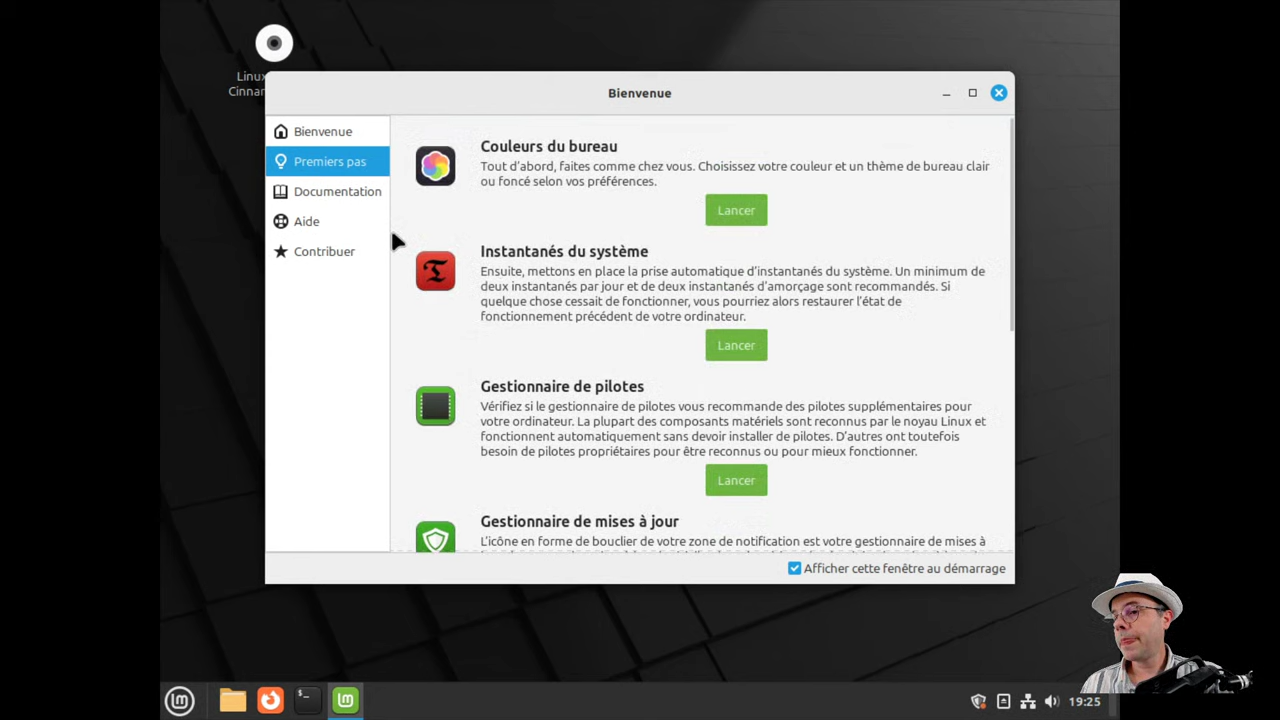 Linux
Cinnar
Bienvenue
Bienvenue
Premiers pas
Documentation
Aide
Contribuer
Couleurs du bureau
Tout d'abord, faites comme chez vous. Choisissez votre couleur et un thème de bureau clair
ou foncé selon vos préférences.
Lancer
Instantanés du système
Ensuite, mettons en place la prise automatique d'instantanés du système. Un minimum de
deux instantanés par jour et de deux instantanés d'amorçage sont recommandés. Si
quelque chose cessait de fonctionner, vous pourriez alors restaurer l'état de
fonctionnement précédent de votre ordinateur.
Lancer
Gestionnaire de pilotes
Vérifiez si le gestionnaire de pilotes vous recommande des pilotes supplémentaires pour
votre ordinateur. La plupart des composants matériels sont reconnus par le noyau Linux et
fonctionnent automatiquement sans devoir installer de pilotes. D'autres ont toutefois
besoin de pilotes propriétaires pour être reconnus ou pour mieux fonctionner.
Lancer
Gestionnaire de mises à jour
L'icône en forme de bouclier de votre zone de notification est votre gestionnaire de mises à
Afficher cette fenêtre au démarrage
19:25